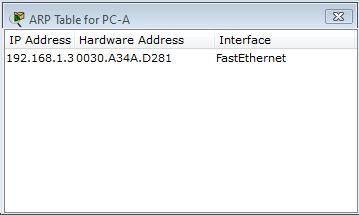 ARP Table for PC-A
IP Address Hardware Address Interface
192.168.1.3 0030.A34A.D281 FastEthernet